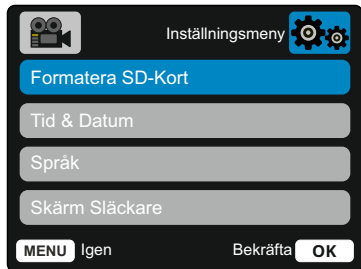 Inställningsmeny
Formatera SD-Kort
Tid & Datum
Språk
Skärm Släckare
MENU Igen Bekräfta OK